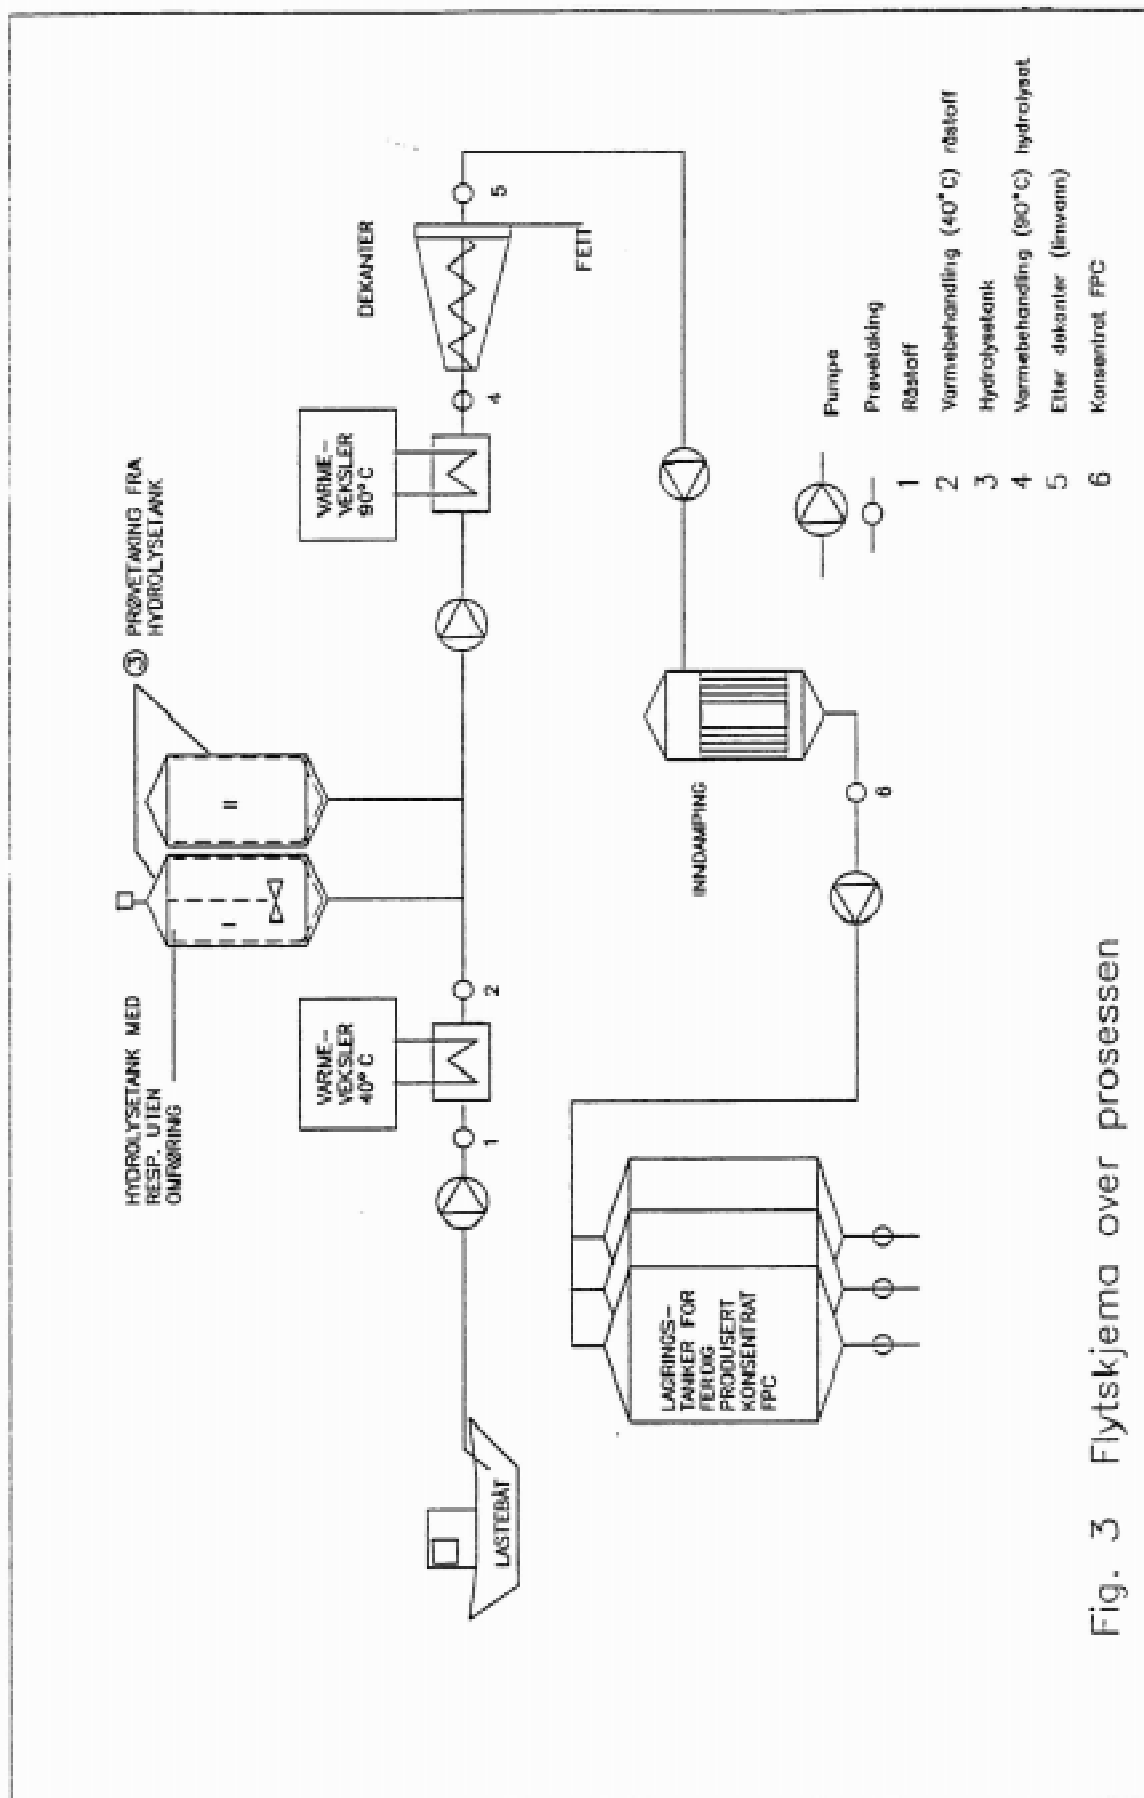 HYDROLYSETANK MED
RESP. UTEN
OMRØRING
③ PRØVETAKING FRA
HYDROLYSETANK
I
II
VARME-
VEKSLER
40° C
VARME-
VEKSLER
90° C
DEKANTER
FETT
1
2
4
5
LASTEBÅT
INNDAMPING
6
LAGRINGS-
TANKER FOR
FERDIG
PRODUSERT
KONSENTRAT
FPC
Pumpe
Prøvetaking
1 Råstoff
2 Varmebehandling (40°C) råstoff
3 Hydrolysetank
4 Varmebehandling (90°C) hydrolysat
5 Etter dekanter (limvann)
6 Konsentrat FPC
Fig. 3 Flytskjema over prosessen